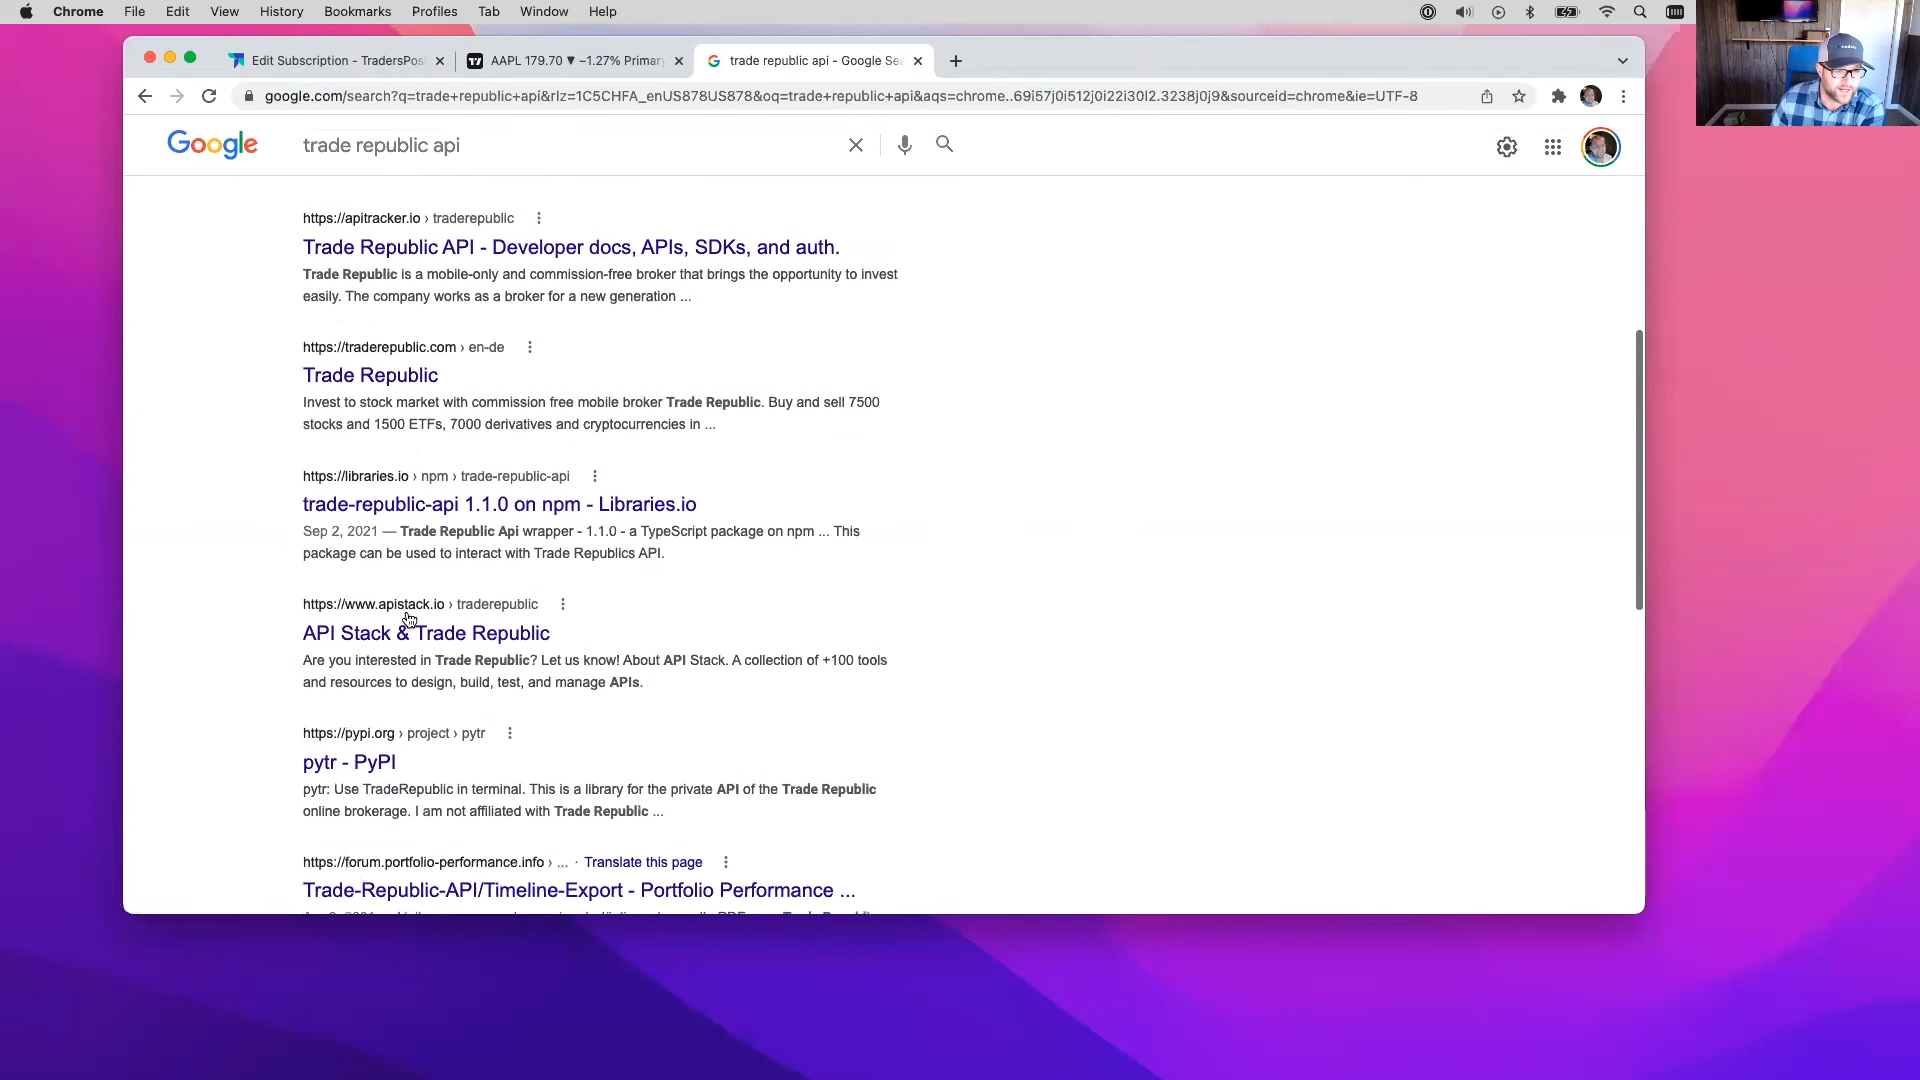 Chrome File Edit View History Bookmarks Profiles Tab Window Help
Edit Subscription - TradersPos
AAPL 179.70 ▼ −1.27% Primary
trade republic api - Google Sea
google.com/search?q=trade+republic+api&rlz=1C5CHFA_enUS878US878&oq=trade+republic+api&aqs=chrome..69i57j0i512j0i22i30l2.3238j0j9&sourceid=chrome&ie=UTF-8
Google
trade republic api
https://apitracker.io › traderepublic
Trade Republic API - Developer docs, APIs, SDKs, and auth.
Trade Republic is a mobile-only and commission-free broker that brings the opportunity to invest
easily. The company works as a broker for a new generation ...
https://traderepublic.com › en-de
Trade Republic
Invest to stock market with commission free mobile broker Trade Republic. Buy and sell 7500
stocks and 1500 ETFs, 7000 derivatives and cryptocurrencies in ...
https://libraries.io › npm › trade-republic-api
trade-republic-api 1.1.0 on npm - Libraries.io
Sep 2, 2021 — Trade Republic Api wrapper - 1.1.0 - a TypeScript package on npm ... This
package can be used to interact with Trade Republics API.
https://www.apistack.io › traderepublic
API Stack & Trade Republic
Are you interested in Trade Republic? Let us know! About API Stack. A collection of +100 tools
and resources to design, build, test, and manage APIs.
https://pypi.org › project › pytr
pytr - PyPI
pytr: Use TradeRepublic in terminal. This is a library for the private API of the Trade Republic
online brokerage. I am not affiliated with Trade Republic ...
https://forum.portfolio-performance.info › ... · Translate this page
Trade-Republic-API/Timeline-Export - Portfolio Performance ...